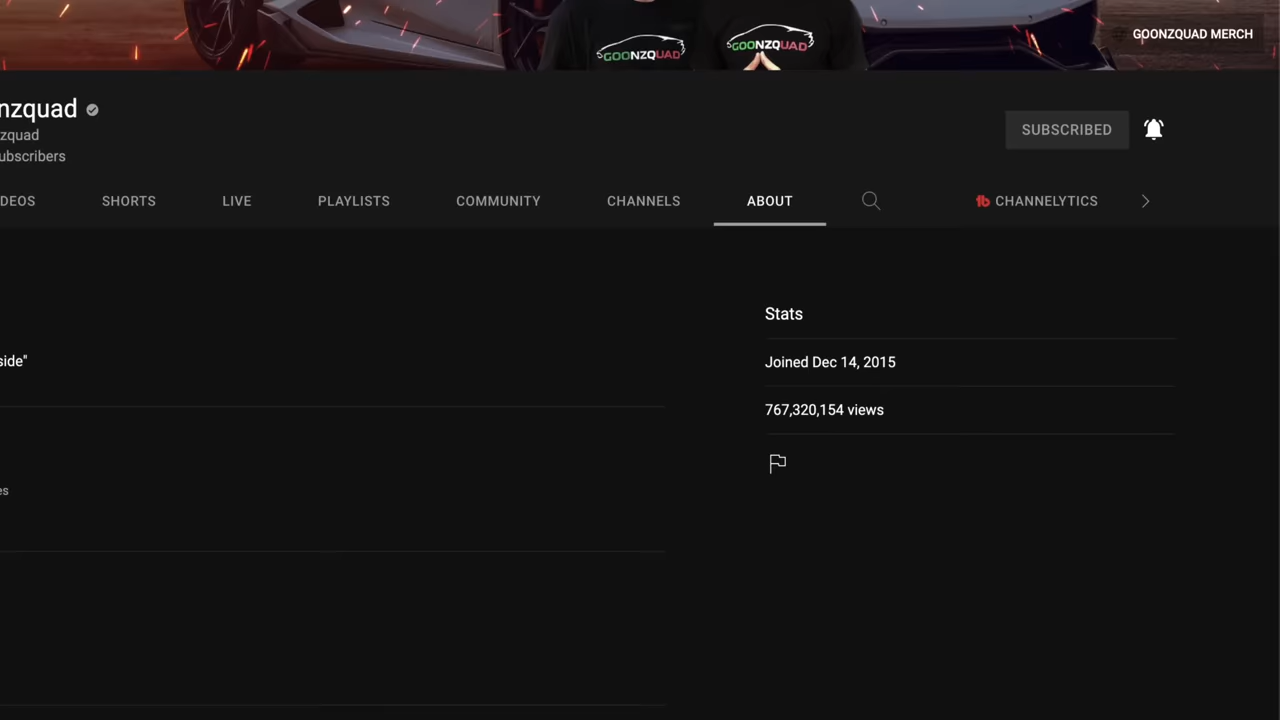 GOONZQUAD GOONZQUAD
GOONZQUAD MERCH
nzquad
zquad
ubscribers
SUBSCRIBED
DEOS SHORTS LIVE PLAYLISTS COMMUNITY CHANNELS ABOUT CHANNELYTICS
Stats
side"
Joined Dec 14, 2015
767,320,154 views
es